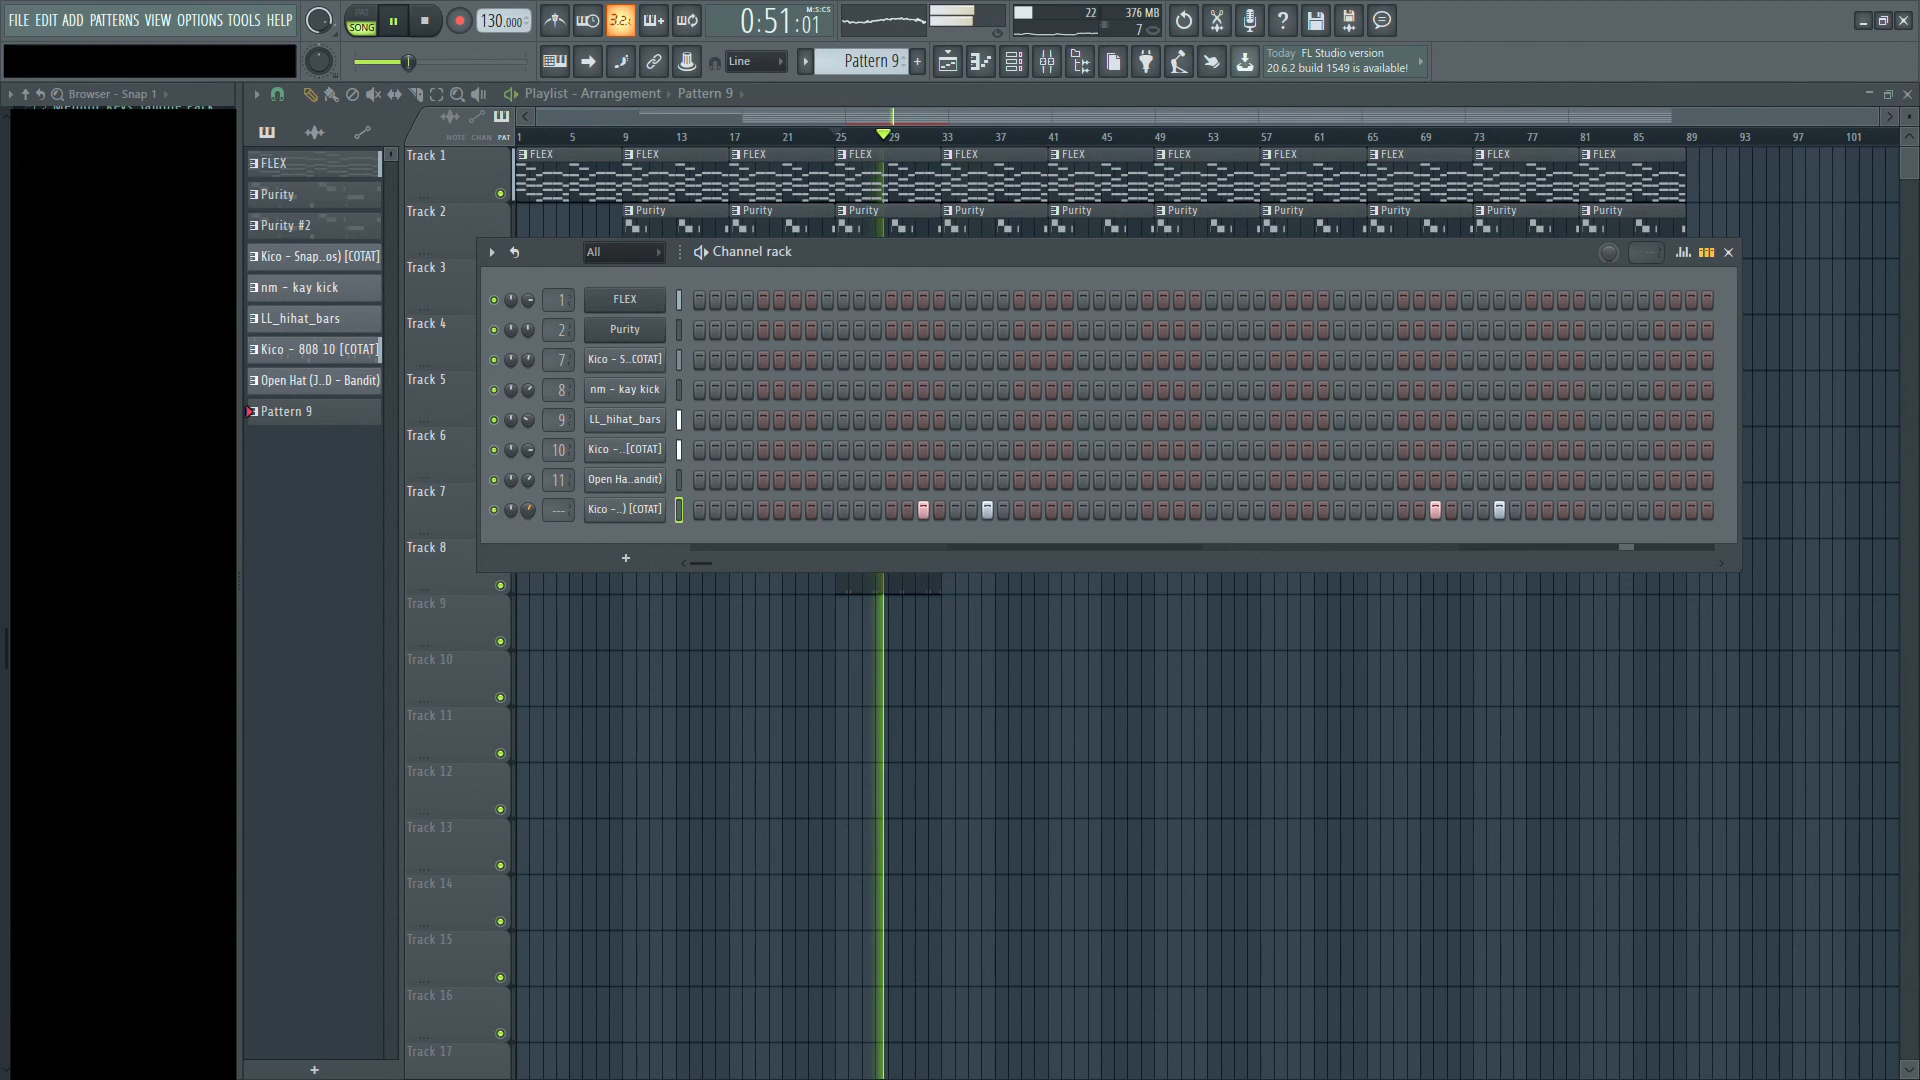 FILE EDIT ADD PATTERNS VIEW OPTIONS TOOLS HELP
PAT
SONG
130.000
3.2.
0:51:01
M:S:CS
22
376 MB
7
Line
Pattern 9
+
Today FL Studio version
20.6.2 build 1549 is available!
Browser - Snap 1
Playlist - Arrangement › Pattern 9 ›
NOTE CHAN PAT
1 5 9 13 17 21 25 29 33 37 41 45 49 53 57 61 65 69 73 77 81 85 89 93 97 101
FLEX
Purity
Purity #2
Kico - Snap..os) [COTAT]
nm - kay kick
LL_hihat_bars
Kico - 808 10 [COTAT]
Open Hat (J..D - Bandit)
Pattern 9
+
Track 1
FLEX FLEX FLEX FLEX FLEX FLEX FLEX FLEX FLEX FLEX FLEX
Track 2
Purity Purity Purity Purity Purity Purity Purity Purity Purity Purity
Track 3
Track 4
Track 5
Track 6
Track 7
Track 8
Track 9
Track 10
Track 11
Track 12
Track 13
Track 14
Track 15
Track 16
Track 17
All
Channel rack
1 FLEX
2 Purity
7 Kico - S..COTAT]
8 nm - kay kick
9 LL_hihat_bars
10 Kico -..[COTAT]
11 Open Ha..andit)
--- Kico -..) [COTAT]
+